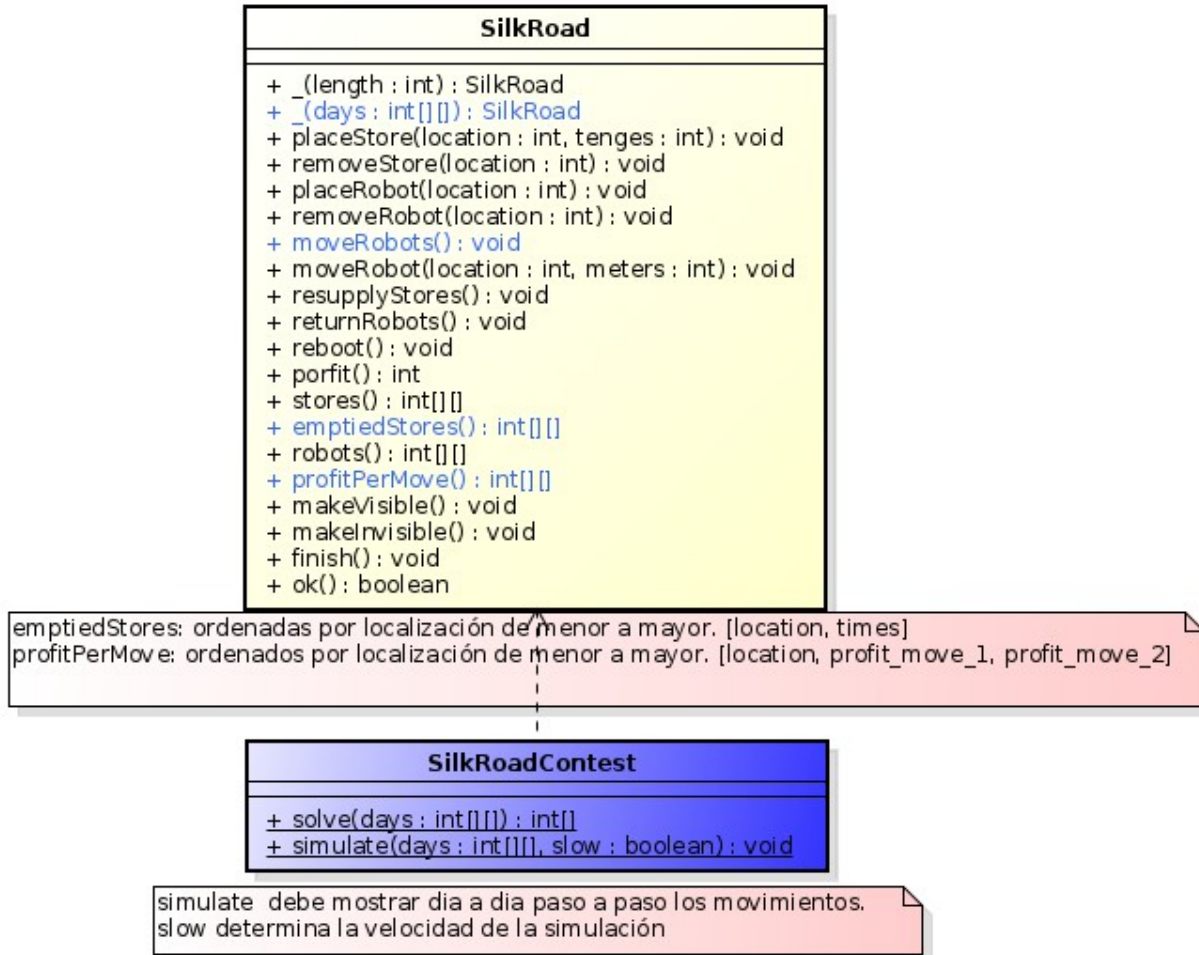 SilkRoad
+ _(length : int) : SilkRoad
+ _(days : int[][]) : SilkRoad
+ placeStore(location : int, tenges : int) : void
+ removeStore(location : int) : void
+ placeRobot(location : int) : void
+ removeRobot(location : int) : void
+ moveRobots() : void
+ moveRobot(location : int, meters : int) : void
+ resupplyStores() : void
+ returnRobots() : void
+ reboot() : void
+ porfit() : int
+ stores() : int[][]
+ emptiedStores() : int[][]
+ robots() : int[][]
+ profitPerMove() : int[][]
+ makeVisible() : void
+ makeInvisible() : void
+ finish() : void
+ ok() : boolean
emptiedStores: ordenadas por localización de menor a mayor. [location, times]
profitPerMove: ordenados por localización de menor a mayor. [location, profit_move_1, profit_move_2]
SilkRoadContest
+ solve(days : int[][]) : int[]
+ simulate(days : int[][], slow : boolean) : void
simulate  debe mostrar dia a dia paso a paso los movimientos.
slow determina la velocidad de la simulación